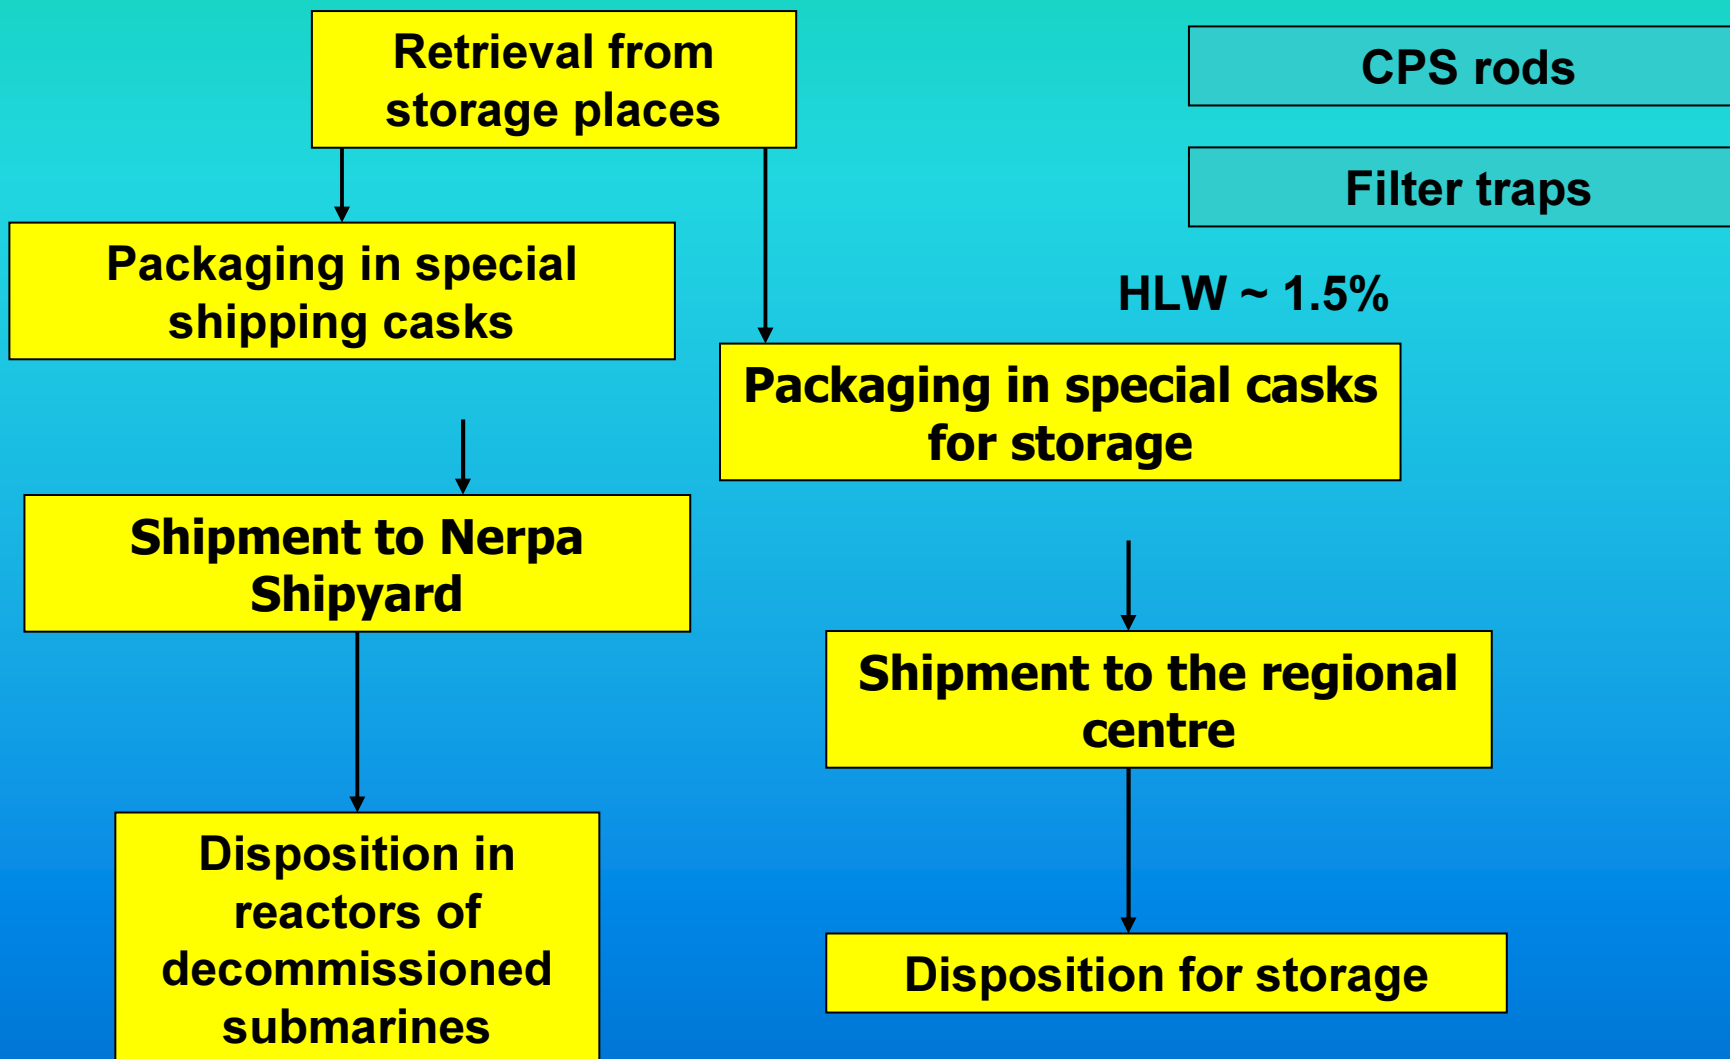 Retrieval from
storage places
CPS rods
Filter traps
Packaging in special
shipping casks
HLW ~ 1.5%
Packaging in special casks
for storage
Shipment to Nerpa
Shipyard
Shipment to the regional
centre
Disposition in
reactors of
decommissioned
submarines
Disposition for storage